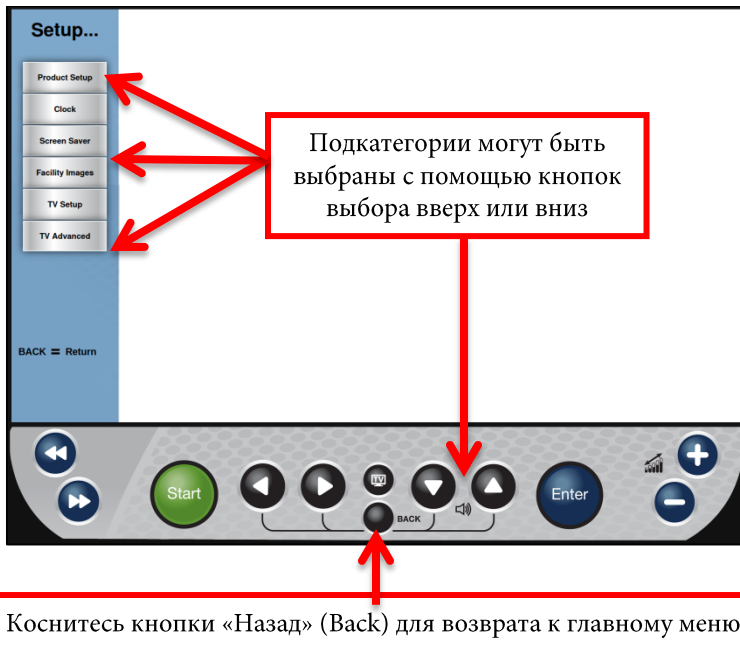 Setup...
Product Setup
Clock
Screen Saver
Facility Images
TV Setup
TV Advanced
BACK = Return
Подкатегории могут быть
выбраны с помощью кнопок
выбора вверх или вниз
Start
TV
BACK
Enter
Коснитесь кнопки «Назад» (Back) для возврата к главному меню